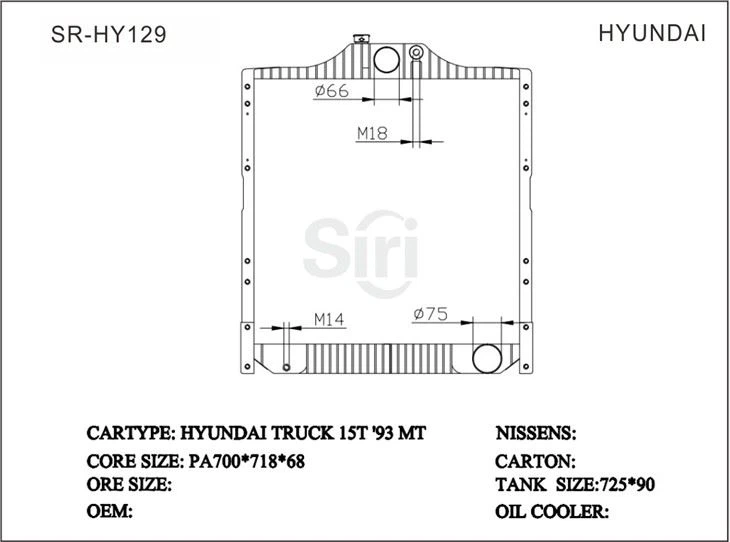 SR-HY129
HYUNDAI
Ø66
M18
Siri
M14
Ø75
CARTYPE: HYUNDAI TRUCK 15T '93 MT
NISSENS:
CORE SIZE: PA700*718*68
CARTON:
ORE SIZE:
TANK SIZE:725*90
OEM:
OIL COOLER: